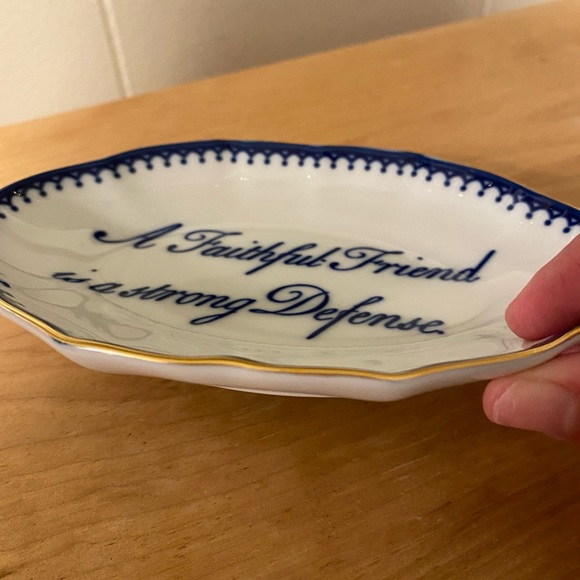 A Faithful Friend
is a strong Defense.